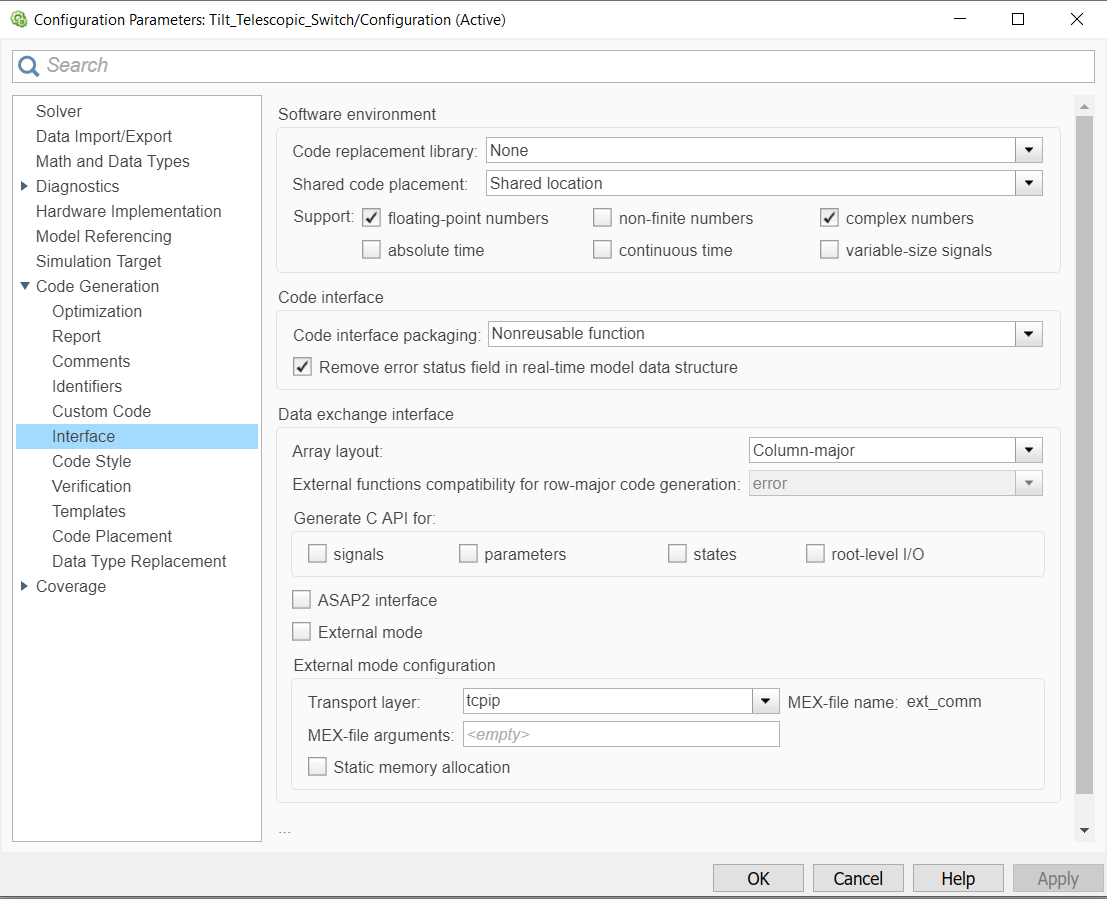 Configuration Parameters: Tilt_Telescopic_Switch/Configuration (Active)
Search
Solver
Data Import/Export
Math and Data Types
Diagnostics
Hardware Implementation
Model Referencing
Simulation Target
Code Generation
Optimization
Report
Comments
Identifiers
Custom Code
Interface
Code Style
Verification
Templates
Code Placement
Data Type Replacement
Coverage
Software environment
Code replacement library: None
Shared code placement: Shared location
Support: floating-point numbers non-finite numbers complex numbers
absolute time continuous time variable-size signals
Code interface
Code interface packaging: Nonreusable function
Remove error status field in real-time model data structure
Data exchange interface
Array layout: Column-major
External functions compatibility for row-major code generation: error
Generate C API for:
signals parameters states root-level I/O
ASAP2 interface
External mode
External mode configuration
Transport layer: tcpip MEX-file name: ext_comm
MEX-file arguments: <empty>
Static memory allocation
...
OK Cancel Help Apply